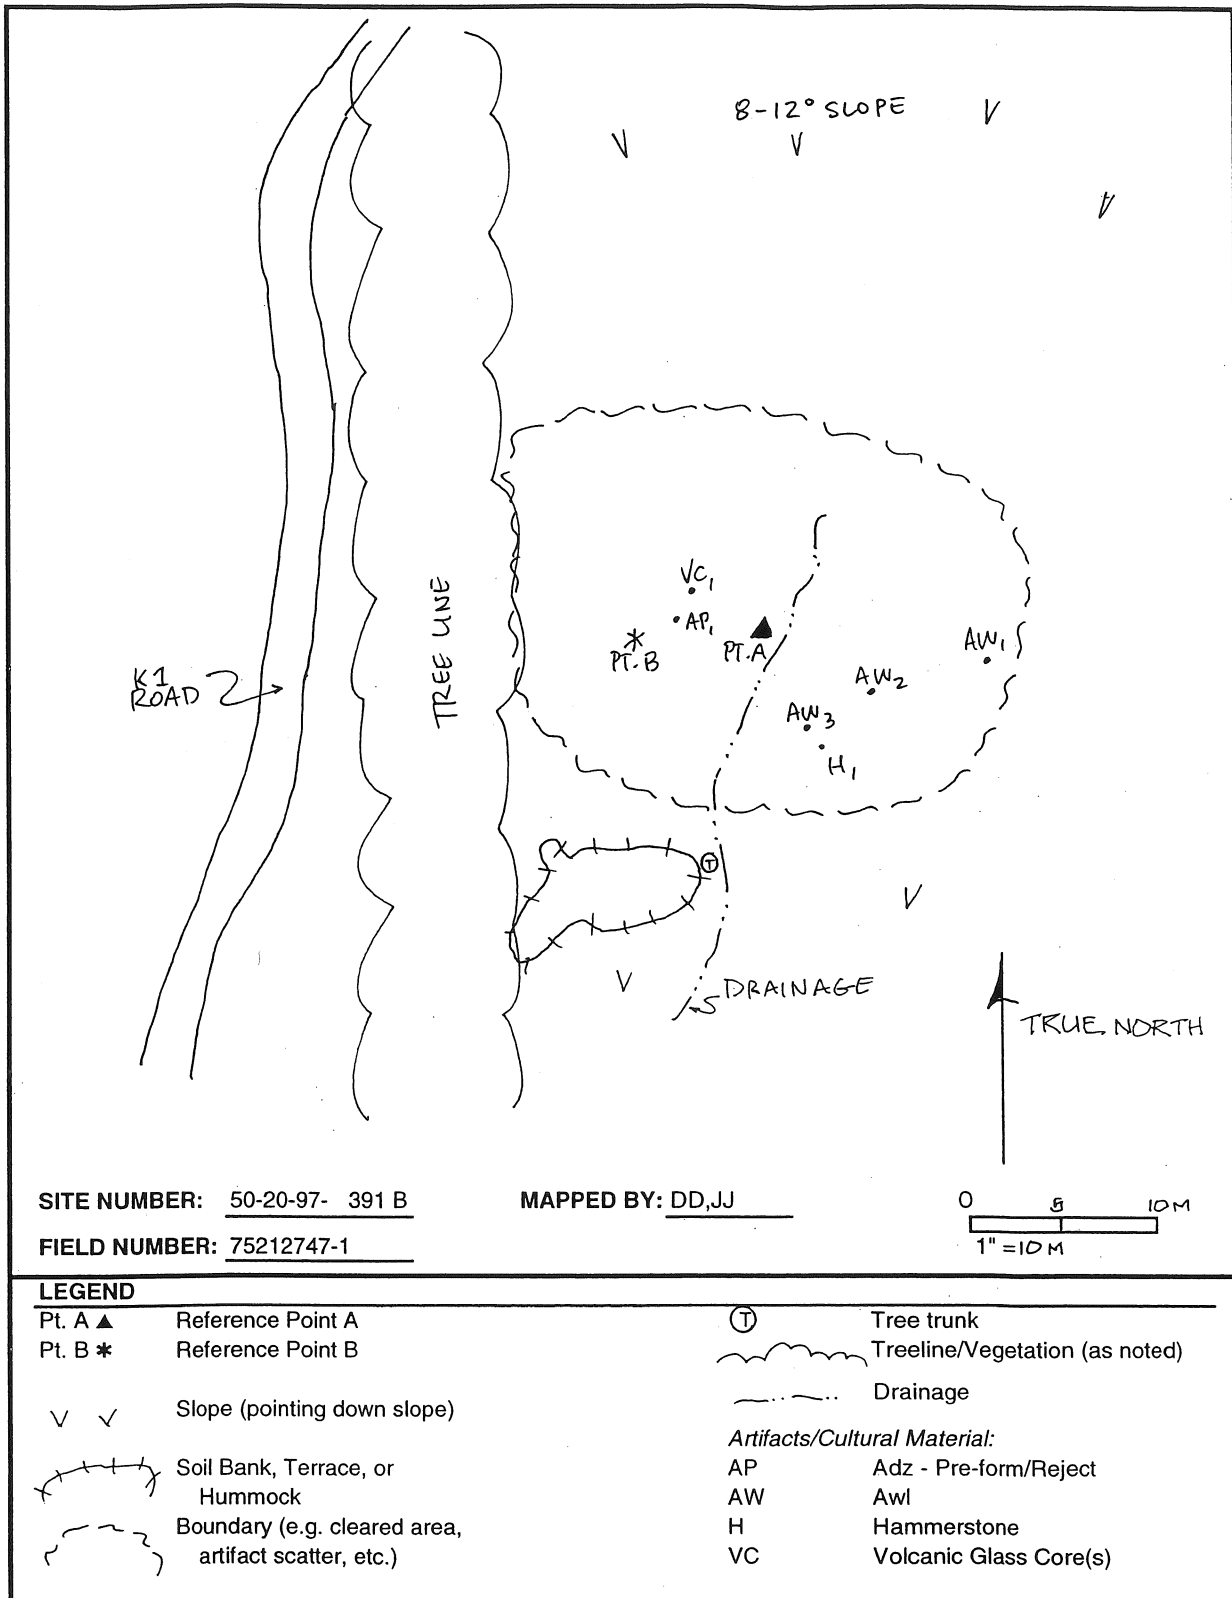 8-12° SLOPE
V V V
V
VC1
AP1
PT. B
PT. A
AW1
AW2
AW3
H1
TREE LINE
K1
ROAD
T
V
V
DRAINAGE
TRUE NORTH
SITE NUMBER: 50-20-97- 391 B
MAPPED BY: DD,JJ
0 5 10 M
FIELD NUMBER: 75212747-1
1" = 10 M
LEGEND
Pt. A ▲ Reference Point A
Pt. B * Reference Point B
V V Slope (pointing down slope)
Soil Bank, Terrace, or
Hummock
Boundary (e.g. cleared area,
artifact scatter, etc.)
T Tree trunk
Treeline/Vegetation (as noted)
Drainage
Artifacts/Cultural Material:
AP Adz - Pre-form/Reject
AW Awl
H Hammerstone
VC Volcanic Glass Core(s)